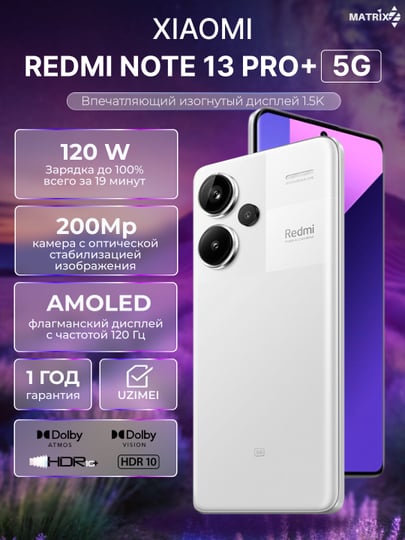 MATRIX
XIAOMI
REDMI NOTE 13 PRO+ 5G
Впечатляющий изогнутый дисплей 1.5K
120 W
Зарядка до 100%
всего за 19 минут
200Mp
камера с оптической
стабилизацией
изображения
AMOLED
флагманский дисплей
с частотой 120 Гц
1 ГОД
гарантия
UZIMEI
Dolby
ATMOS
Dolby
VISION
HDR10+
HDR 10
Redmi
5G